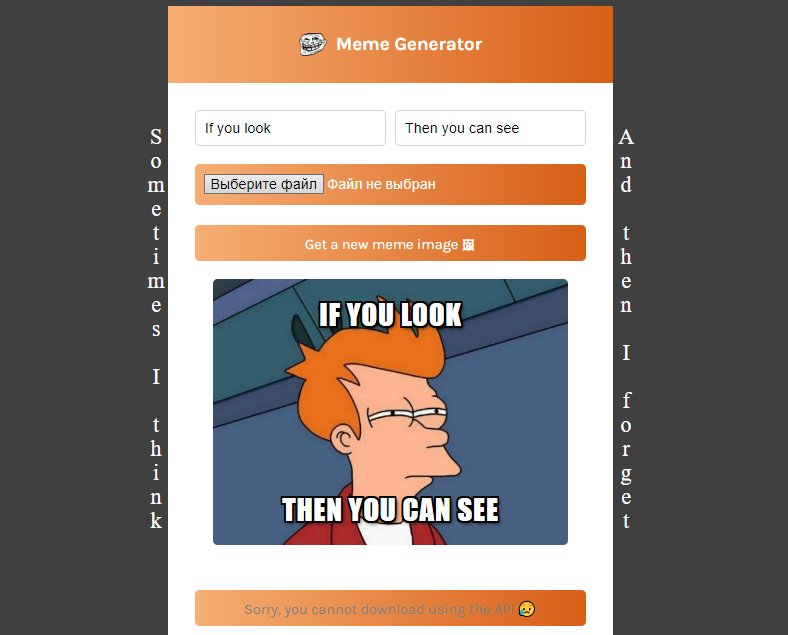 Meme Generator
If you look
Then you can see
Выберите файл Файл не выбран
Get a new meme image
IF YOU LOOK
THEN YOU CAN SEE
Sorry, you cannot download using the API 😥
Sometimes I think
And then I forget